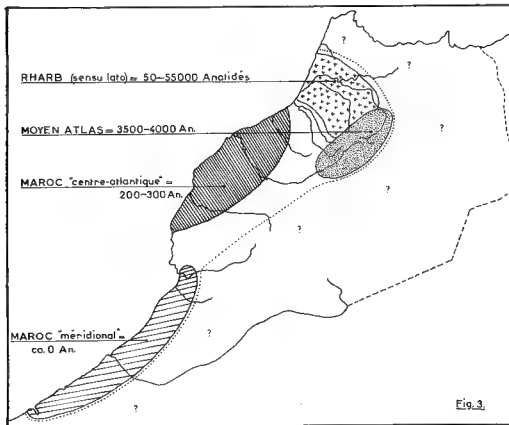 ?
?
RHARB (sensu lato)= 50–55000 Anatidés
MOYEN ATLAS = 3500–4000 An.
?
MAROC "centre-atlantique" =
200–300 An.
?
?
MAROC "méridional" =
ca. 0 An.
?
?
Fig. 3.